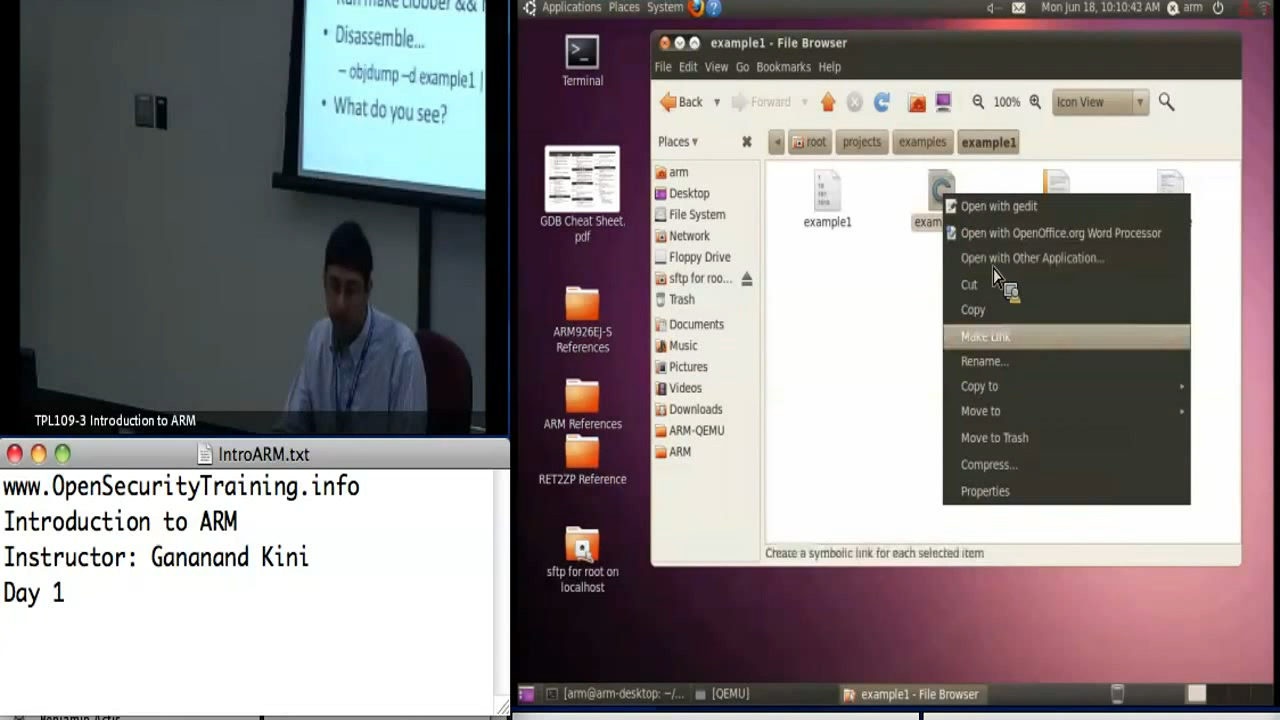 Run make clobber &&
• Disassemble...
– objdump –d example1 |
• What do you see?
TPL109-3 Introduction to ARM
IntroARM.txt
www.OpenSecurityTraining.info
Introduction to ARM
Instructor: Gananand Kini
Day 1
Applications Places System
Mon Jun 18, 10:10:43 AM arm
Terminal
GDB Cheat Sheet.
pdf
ARM926EJ-S
References
ARM References
RET2ZP Reference
sftp for root on
localhost
example1 - File Browser
File Edit View Go Bookmarks Help
Back Forward 100% Icon View
Places root projects examples example1
arm
Desktop
File System
Network
Floppy Drive
sftp for roo...
Trash
Documents
Music
Pictures
Videos
Downloads
ARM-QEMU
ARM
example1
exam
Open with gedit
Open with OpenOffice.org Word Processor
Open with Other Application...
Cut
Copy
Make Link
Rename...
Copy to
Move to
Move to Trash
Compress...
Properties
Create a symbolic link for each selected item
[arm@arm-desktop: ~/... [QEMU] example1 - File Browser